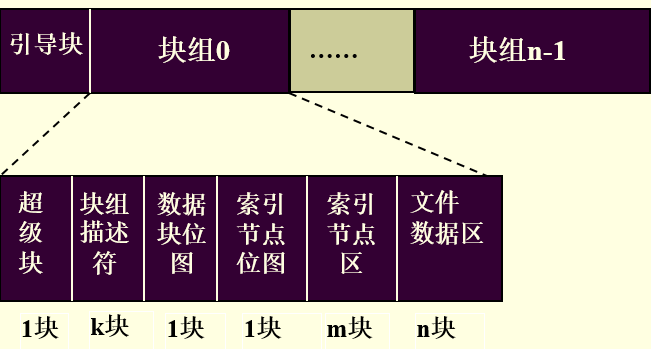 引导块
块组0
......
块组n-1
超
级
块
块组
描述
符
数据
块位
图
索引
节点
位图
索引
节点
区
文件
数据区
1块
k块
1块
1块
m块
n块